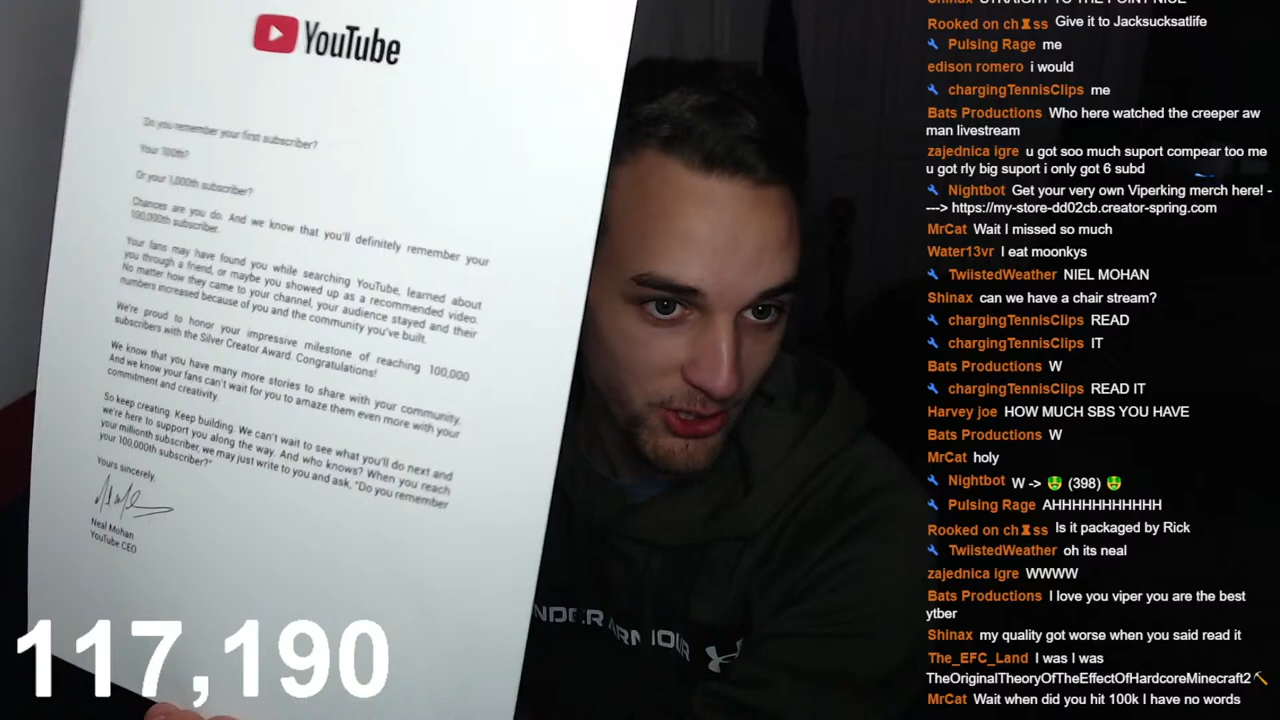 YouTube
Do you remember your first subscriber?
Your 100th?
Or your 1,000th subscriber?
Chances are you do. And we know that you'll definitely remember your
100,000th subscriber.
Your fans may have found you while searching YouTube, learned about
you through a friend, or maybe you showed up as a recommended video.
No matter how they came to your channel, your audience stayed and their
numbers increased because of you and the community you've built.
We're proud to honor your impressive milestone of reaching 100,000
subscribers with the Silver Creator Award. Congratulations!
We know that you have many more stories to share with your community.
And we know your fans can't wait for you to amaze them even more with your
commitment and creativity.
So keep creating. Keep building. We can't wait to see what you'll do next and
we're here to support you along the way. And who knows? When you reach
your millionth subscriber, we may just write to you and ask, "Do you remember
your 100,000th subscriber?"
Yours sincerely,
Neal Mohan
YouTube CEO
117,190
NDER ARMOUR
STRAIGHT TO THE POINT NICE
Rooked on ch♜ss Give it to Jacksucksatlife
Pulsing Rage me
edison romero i would
chargingTennisClips me
Bats Productions Who here watched the creeper aw
man livestream
zajednica igre u got soo much suport compear too me
u got rly big suport i only got 6 subd
Nightbot Get your very own Viperking merch here! -
---> https://my-store-dd02cb.creator-spring.com
MrCat Wait I missed so much
Water13vr I eat moonkys
TwiistedWeather NIEL MOHAN
Shinax can we have a chair stream?
chargingTennisClips READ
chargingTennisClips IT
Bats Productions W
chargingTennisClips READ IT
Harvey joe HOW MUCH SBS YOU HAVE
Bats Productions W
MrCat holy
Nightbot W -> 🤑 (398) 🤑
Pulsing Rage AHHHHHHHHHHH
Rooked on ch♜ss Is it packaged by Rick
TwiistedWeather oh its neal
zajednica igre WWWW
Bats Productions I love you viper you are the best
ytber
Shinax my quality got worse when you said read it
The_EFC_Land I was I was
TheOriginalTheoryOfTheEffectOfHardcoreMinecraft2⛏️
MrCat Wait when did you hit 100k I have no words